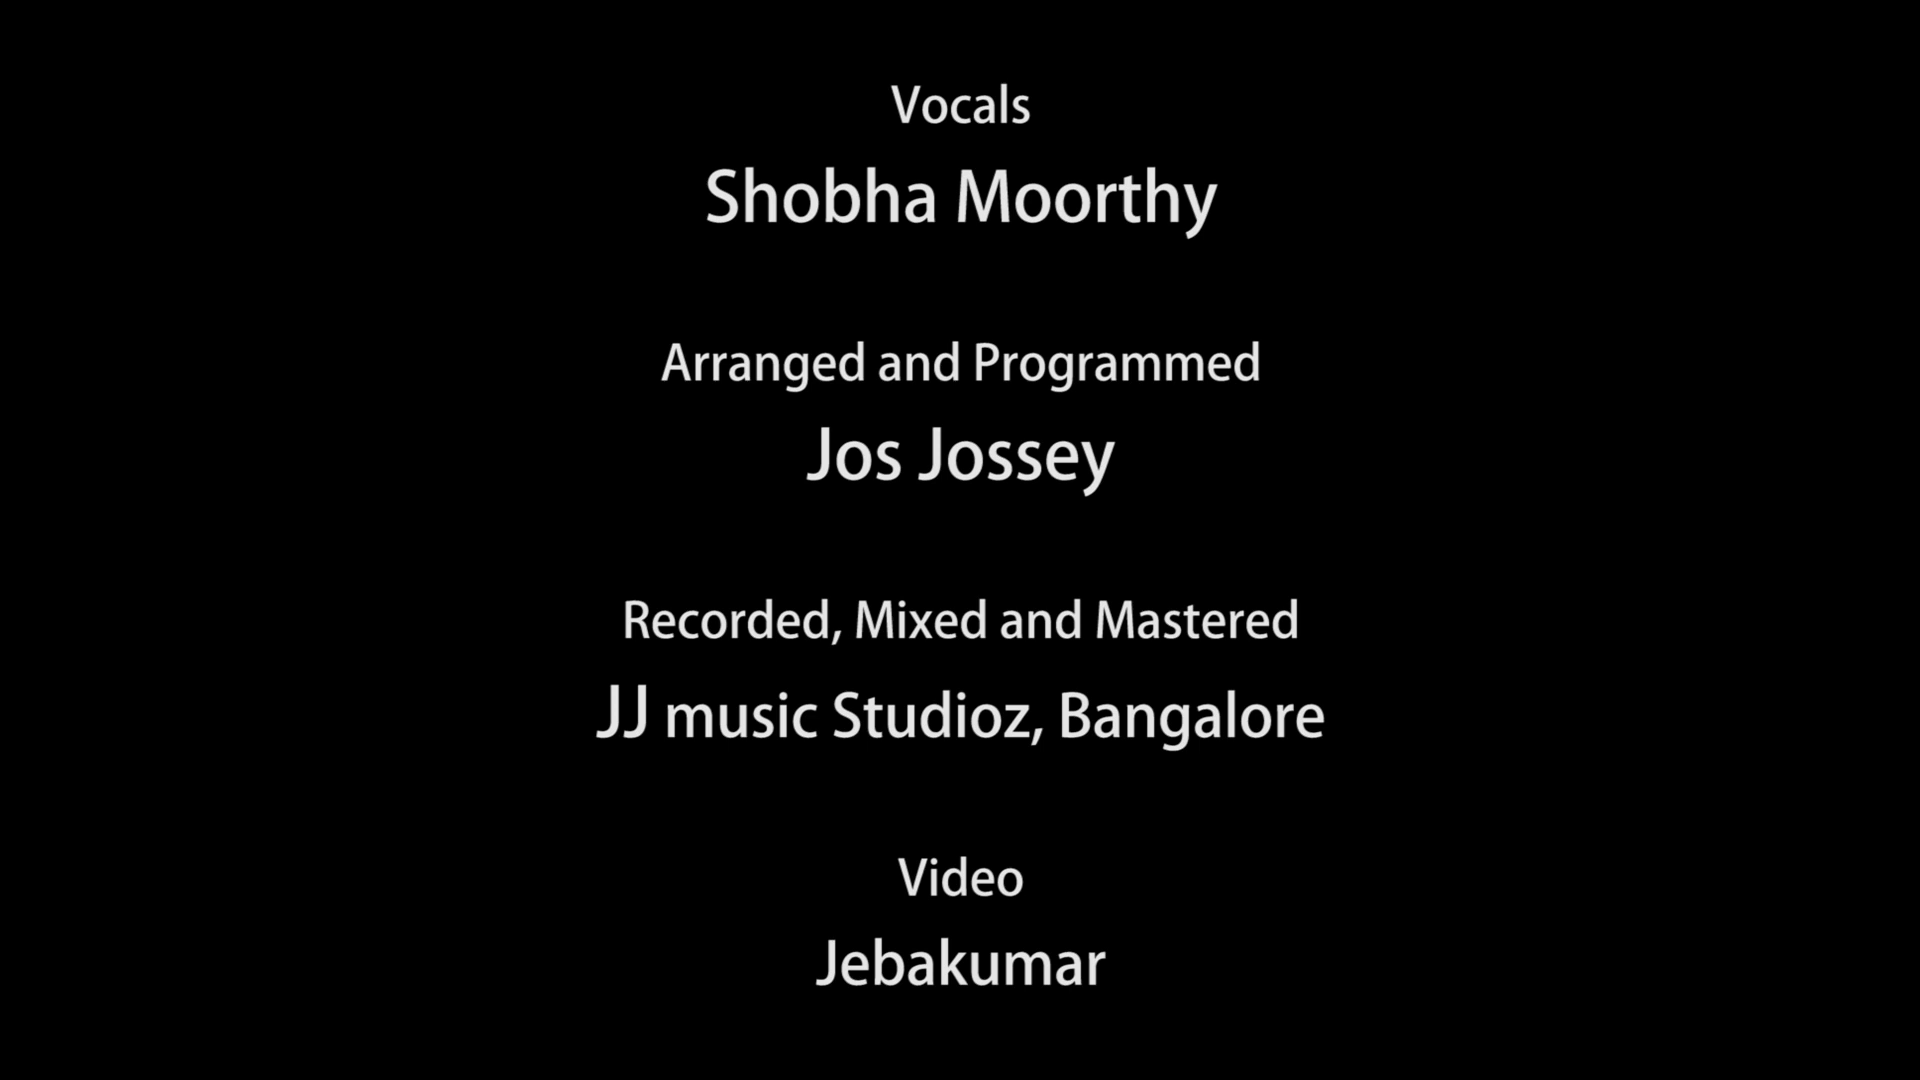 Vocals
Shobha Moorthy
Arranged and Programmed
Jos Jossey
Recorded, Mixed and Mastered
JJ music Studioz, Bangalore
Video
Jebakumar